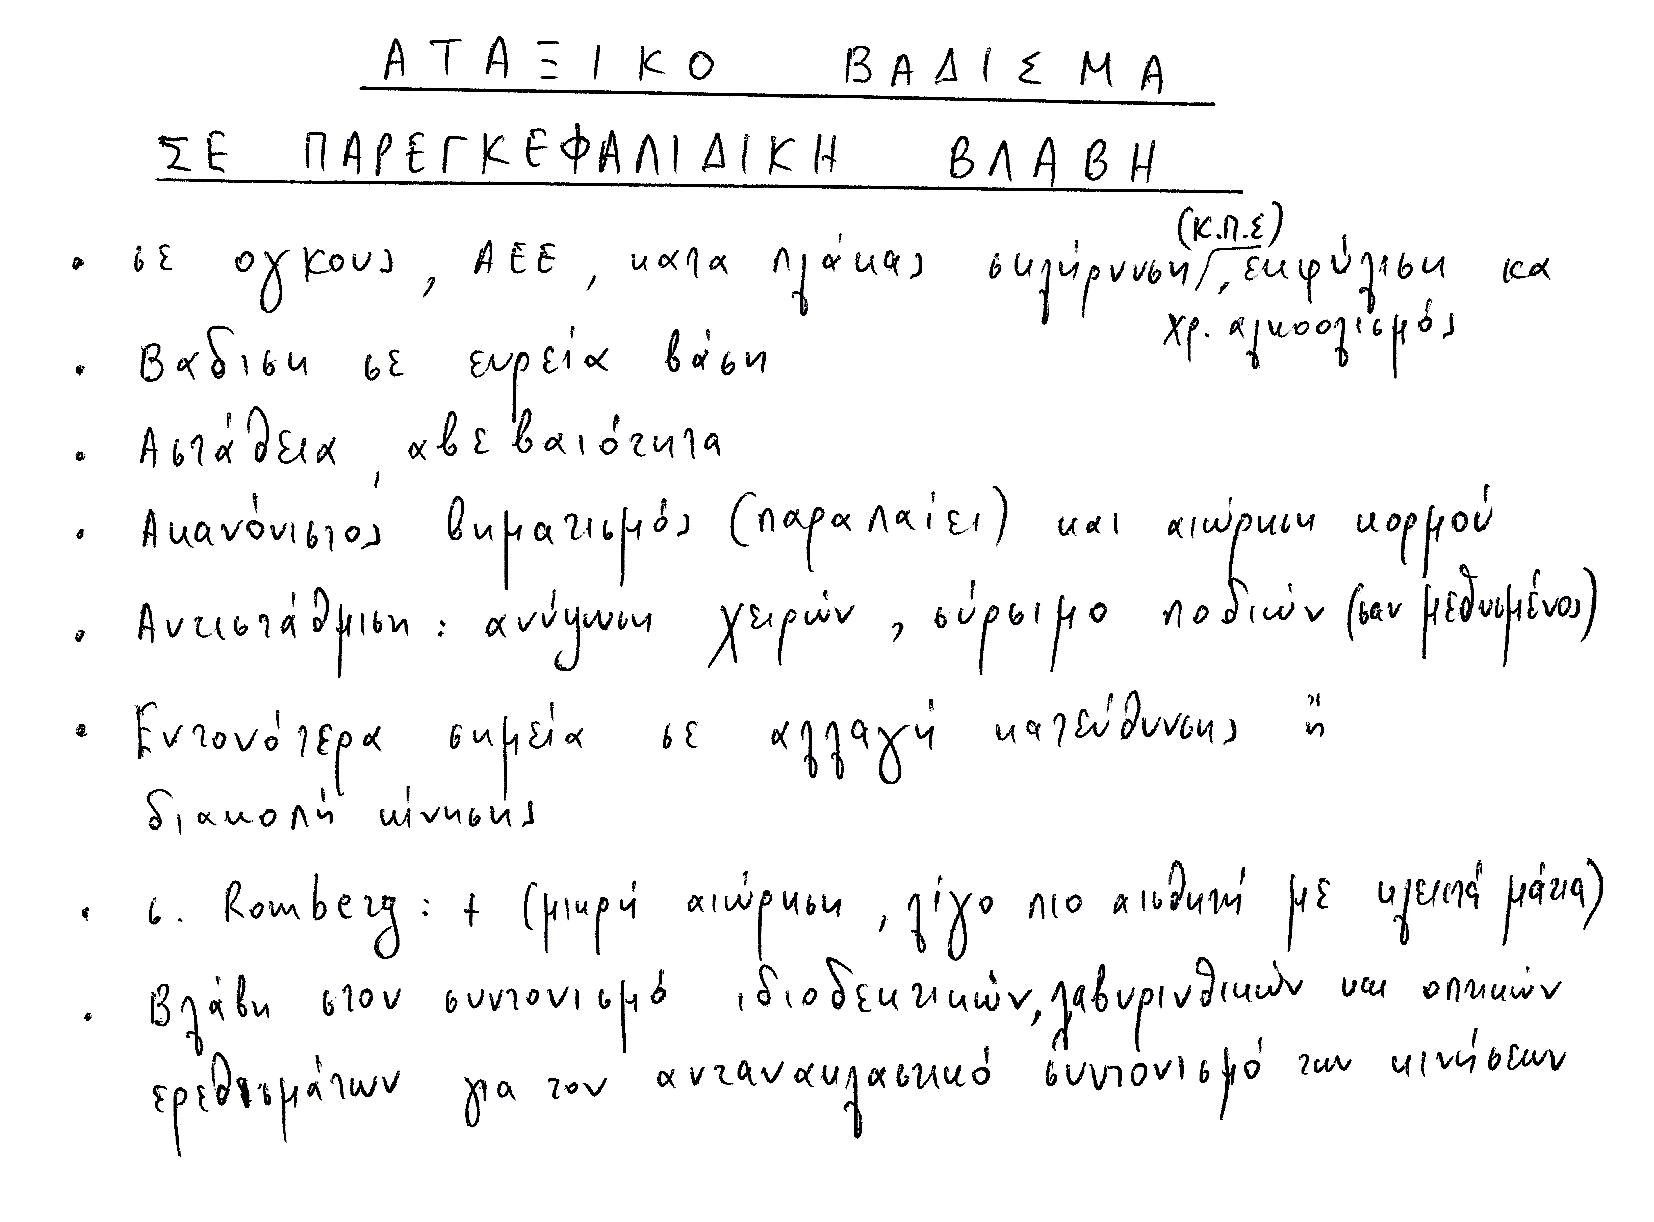 ΑΤΑΞΙΚΟ ΒΑΔΙΣΜΑ
ΣΕ ΠΑΡΕΓΚΕΦΑΛΙΔΙΚΗ ΒΛΑΒΗ
(Κ.Π.Σ)
• σε ογκους, ΑΕΕ, κατα πλάκας σκλήρυνση, εκφύλιση κα
χρ. αλκοολισμός
• Βαδιση σε ευρεία βάση
• Αστάθεια, αβεβαιότητα
• Ακανόνιστος βηματισμός (παραπαίει) και αιώρηση κορμού
• Αντιστάθμιση: ανύψωση χειρών, σύρσιμο ποδιών (σαν μεθυσμένος)
• Εντονότερα σημεία σε αλλαγή κατεύθυνσης ή
διακοπή κίνησης
• σ. Romberg: + (μικρή αιώρηση, λίγο πιο αισθητή με κλειστά μάτια)
• Βλάβη στον συντονισμό ιδιοδεκτικών, λαβυρινθικών και οπτικών
ερεθισμάτων για τον αντανακλαστικό συντονισμό των κινήσεων